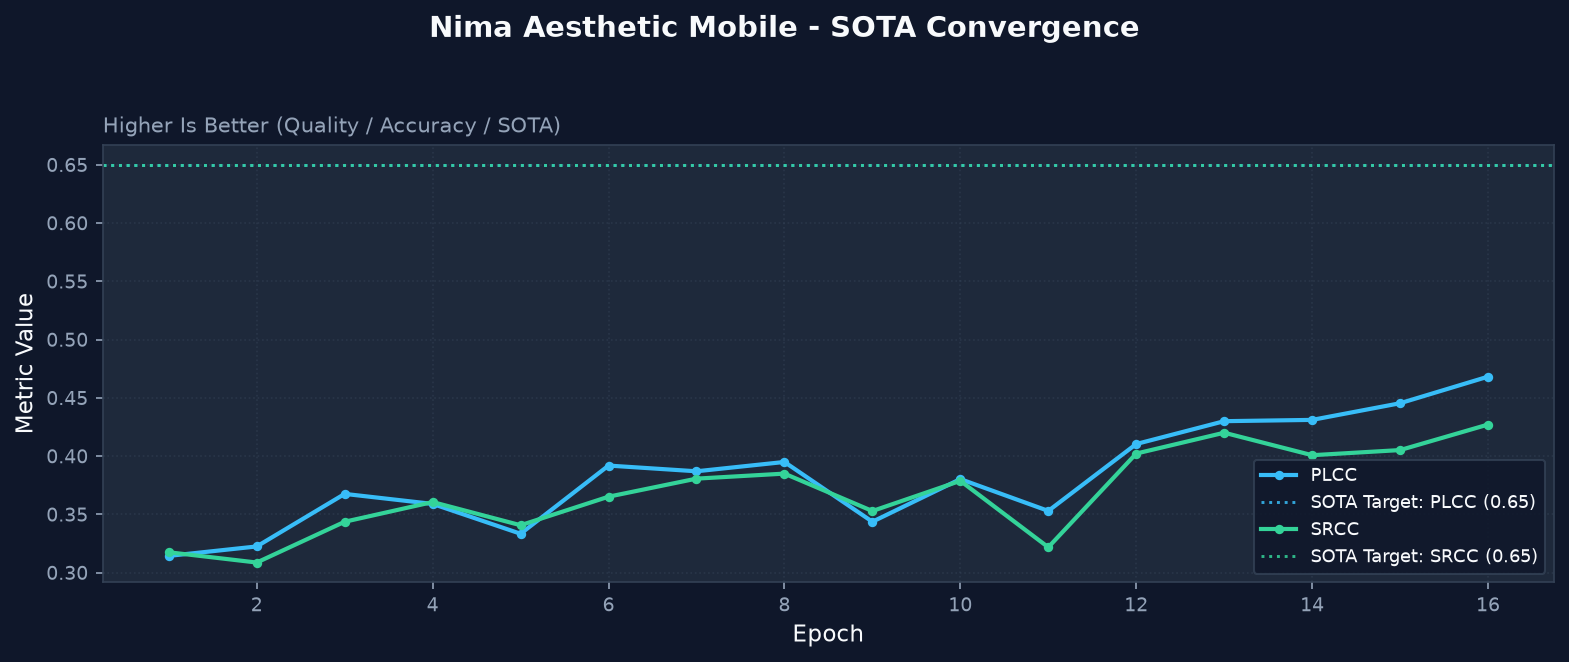 Nima Aesthetic Mobile - SOTA Convergence
Higher Is Better (Quality / Accuracy / SOTA)
Metric Value
0.65
0.60
0.55
0.50
0.45
0.40
0.35
0.30
2 4 6 8 10 12 14 16
Epoch
PLCC
SOTA Target: PLCC (0.65)
SRCC
SOTA Target: SRCC (0.65)